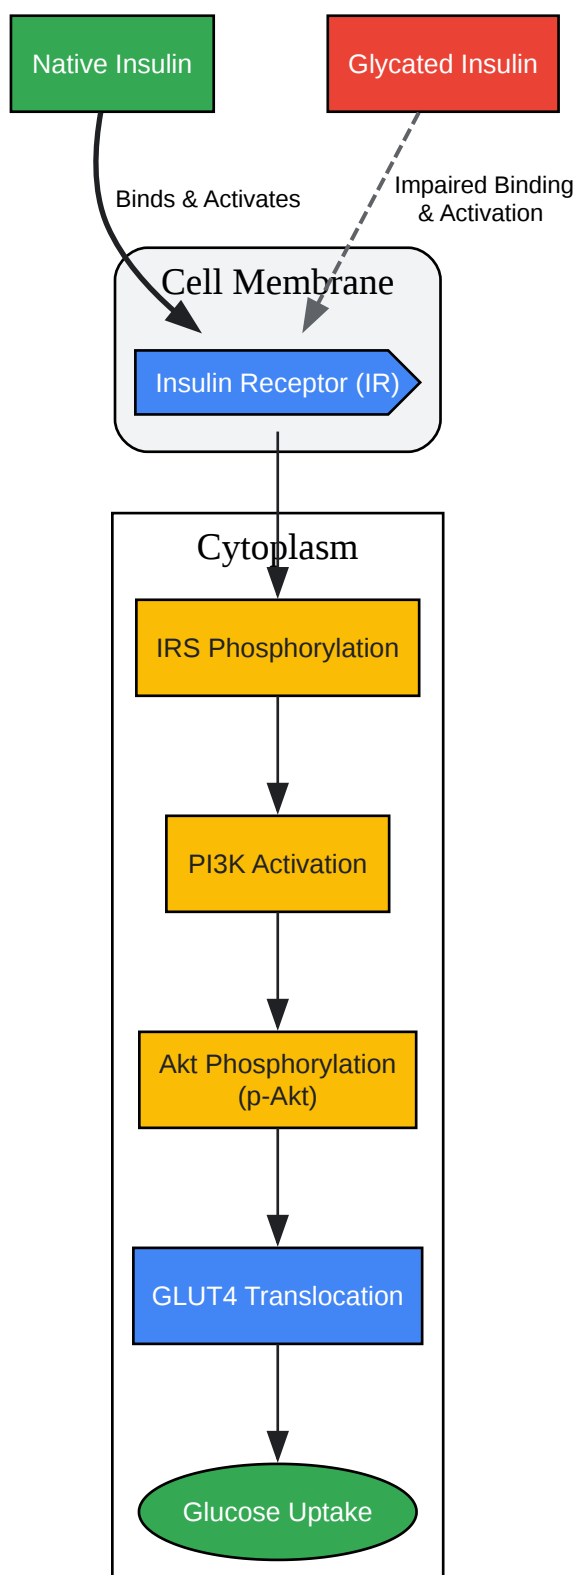 Native Insulin
Glycated Insulin
Binds & Activates
Impaired Binding
& Activation
Cell Membrane
Insulin Receptor (IR)
Cytoplasm
IRS Phosphorylation
PI3K Activation
Akt Phosphorylation
(p-Akt)
GLUT4 Translocation
Glucose Uptake